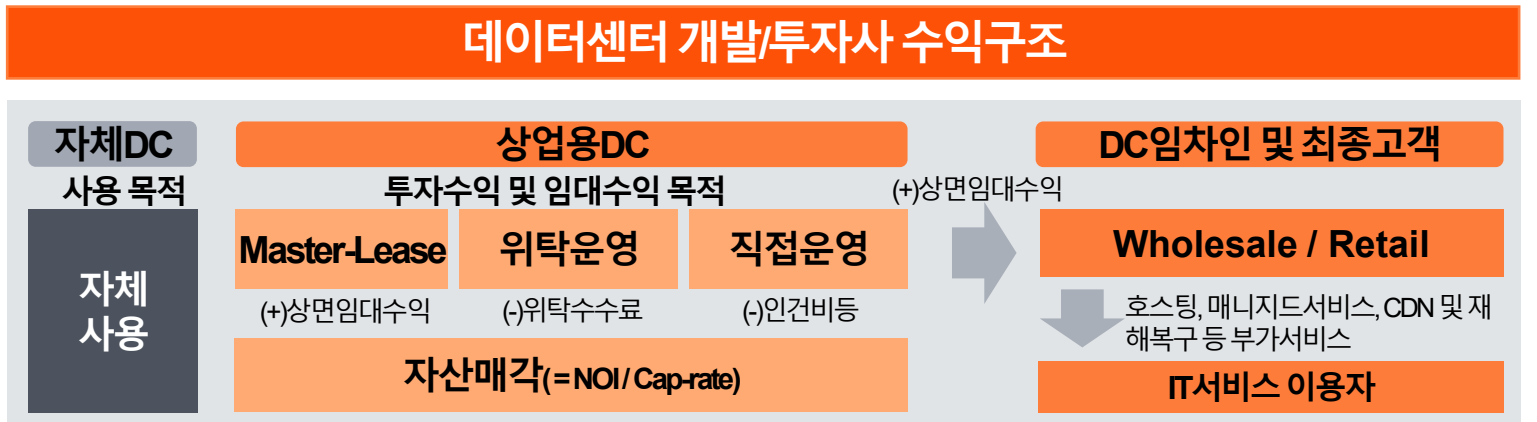 데이터센터 개발/투자사 수익구조
자체DC
사용 목적
자체
사용
상업용DC
투자수익 및 임대수익 목적
Master-Lease
위탁운영
직접운영
(+)상면임대수익
(-)위탁수수료
(-)인건비등
자산매각(=NOI/Cap-rate)
(+)상면임대수익
DC임차인 및 최종고객
Wholesale / Retail
호스팅, 매니지드서비스, CDN 및 재
해복구 등 부가서비스
IT서비스 이용자